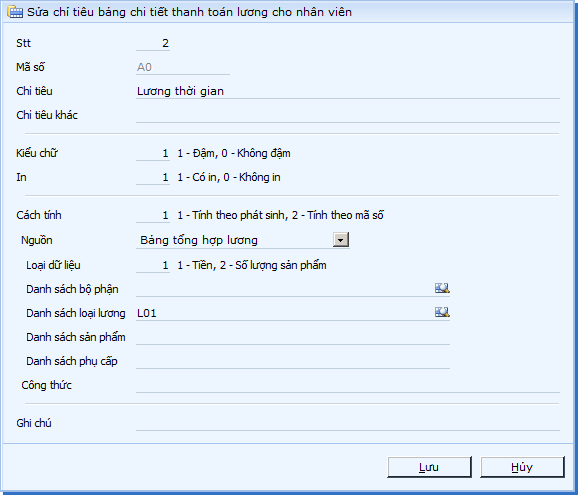 Sửa chỉ tiêu bảng chi tiết thanh toán lương cho nhân viên
Stt 2
Mã số A0
Chỉ tiêu Lương thời gian
Chỉ tiêu khác
Kiểu chữ 1 1 - Đậm, 0 - Không đậm
In 1 1 - Có in, 0 - Không in
Cách tính 1 1 - Tính theo phát sinh, 2 - Tính theo mã số
Nguồn Bảng tổng hợp lương
Loại dữ liệu 1 1 - Tiền, 2 - Số lượng sản phẩm
Danh sách bộ phận
Danh sách loại lương L01
Danh sách sản phẩm
Danh sách phụ cấp
Công thức
Ghi chú
Lưu Hủy